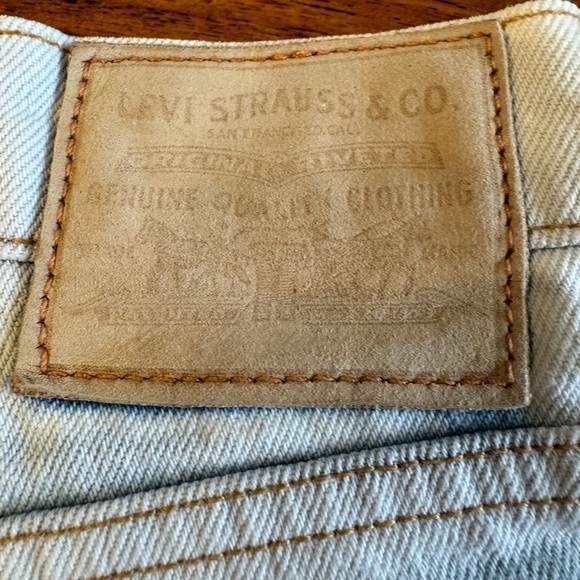 LEVI STRAUSS & CO.
SAN FRANCISCO, CAL.
ORIGINAL RIVETED
GENUINE QUALITY CLOTHING